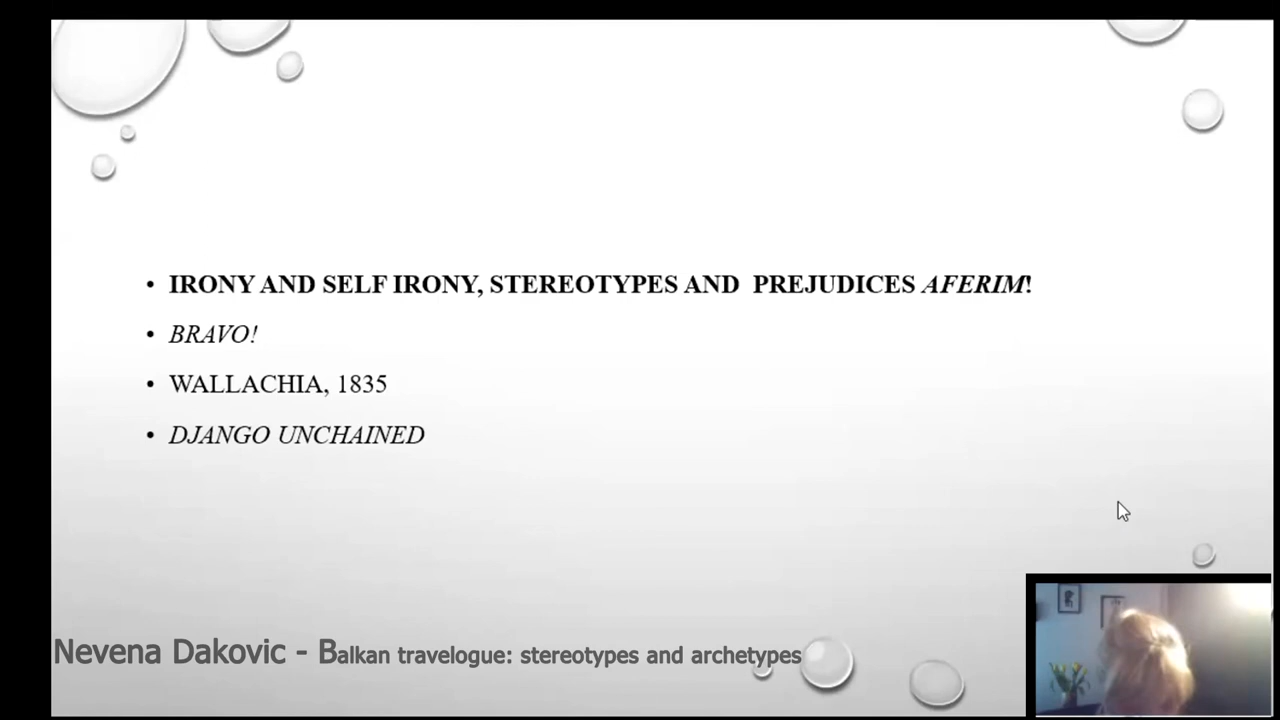 • IRONY AND SELF IRONY, STEREOTYPES AND PREJUDICES AFERIM!
• BRAVO!
• WALLACHIA, 1835
• DJANGO UNCHAINED
Nevena Dakovic - Balkan travelogue: stereotypes and archetypes